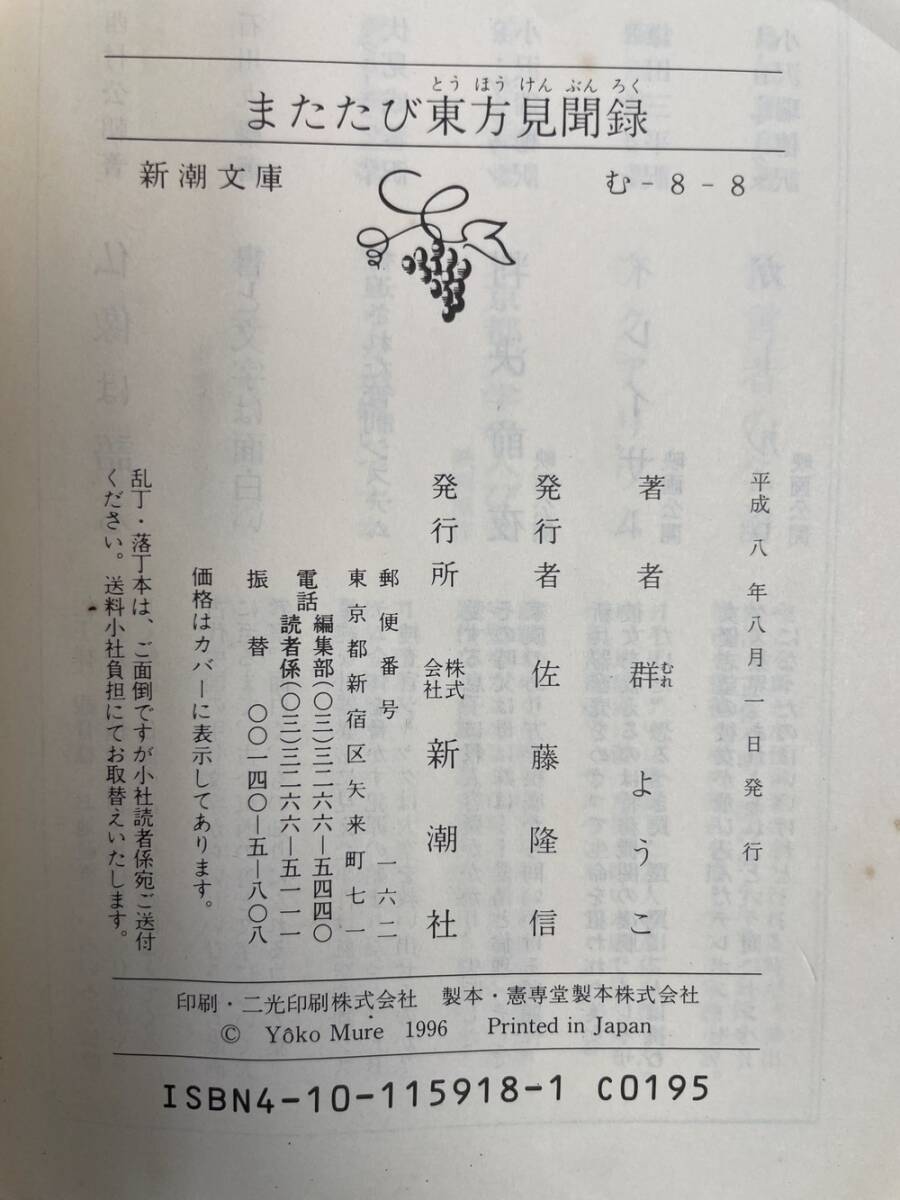 とうほうけんぶんろく
またたび東方見聞録
新潮文庫
む-8-8
平成八年八月一日発行
むれ
著者 群ようこ
発行者 佐藤隆信
発行所 株式会社 新潮社
郵便番号 一六二
東京都新宿区矢来町七一
電話 編集部(〇三)三二六六―五四四〇
読者係(〇三)三二六六―五一一一
振替 〇〇一四〇―五―八〇八
価格はカバーに表示してあります。
乱丁・落丁本は、ご面倒ですが小社読者係宛ご送付
ください。送料小社負担にてお取替えいたします。
印刷・二光印刷株式会社 製本・憲専堂製本株式会社
© Yôko Mure 1996 Printed in Japan
ISBN4-10-115918-1 C0195